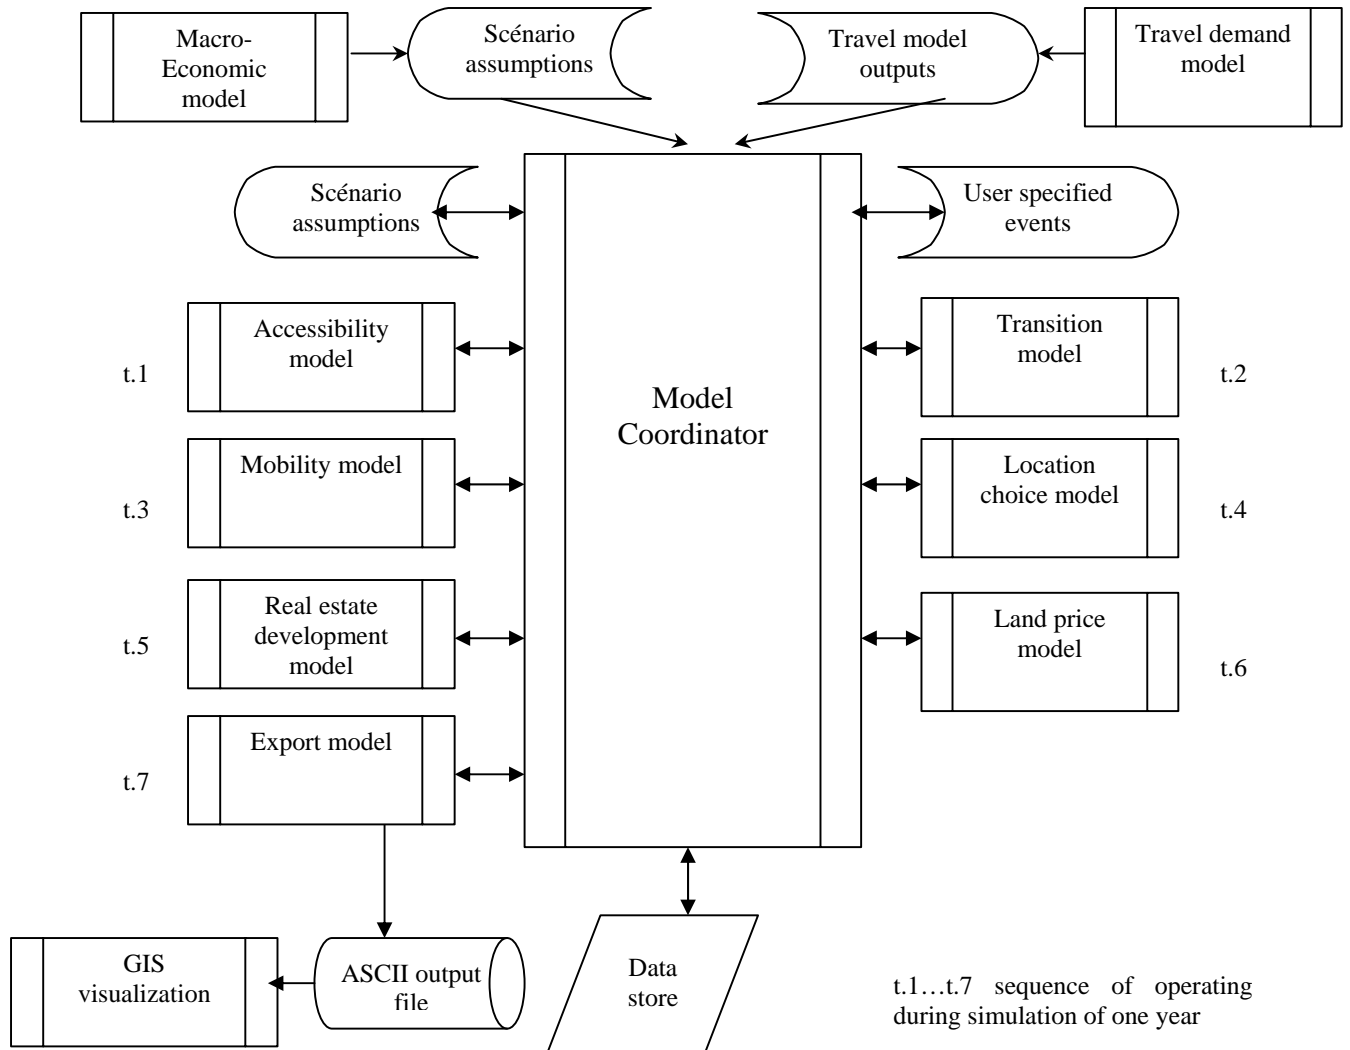 Macro-
Economic
model
Scénario
assumptions
Travel model
outputs
Travel demand
model
Scénario
assumptions
User specified
events
Accessibility
model
t.1
Transition
model
t.2
Model
Coordinator
Mobility model
t.3
Location
choice model
t.4
Real estate
development
model
t.5
Land price
model
t.6
Export model
t.7
GIS
visualization
ASCII output
file
Data
store
t.1…t.7 sequence of operating
during simulation of one year